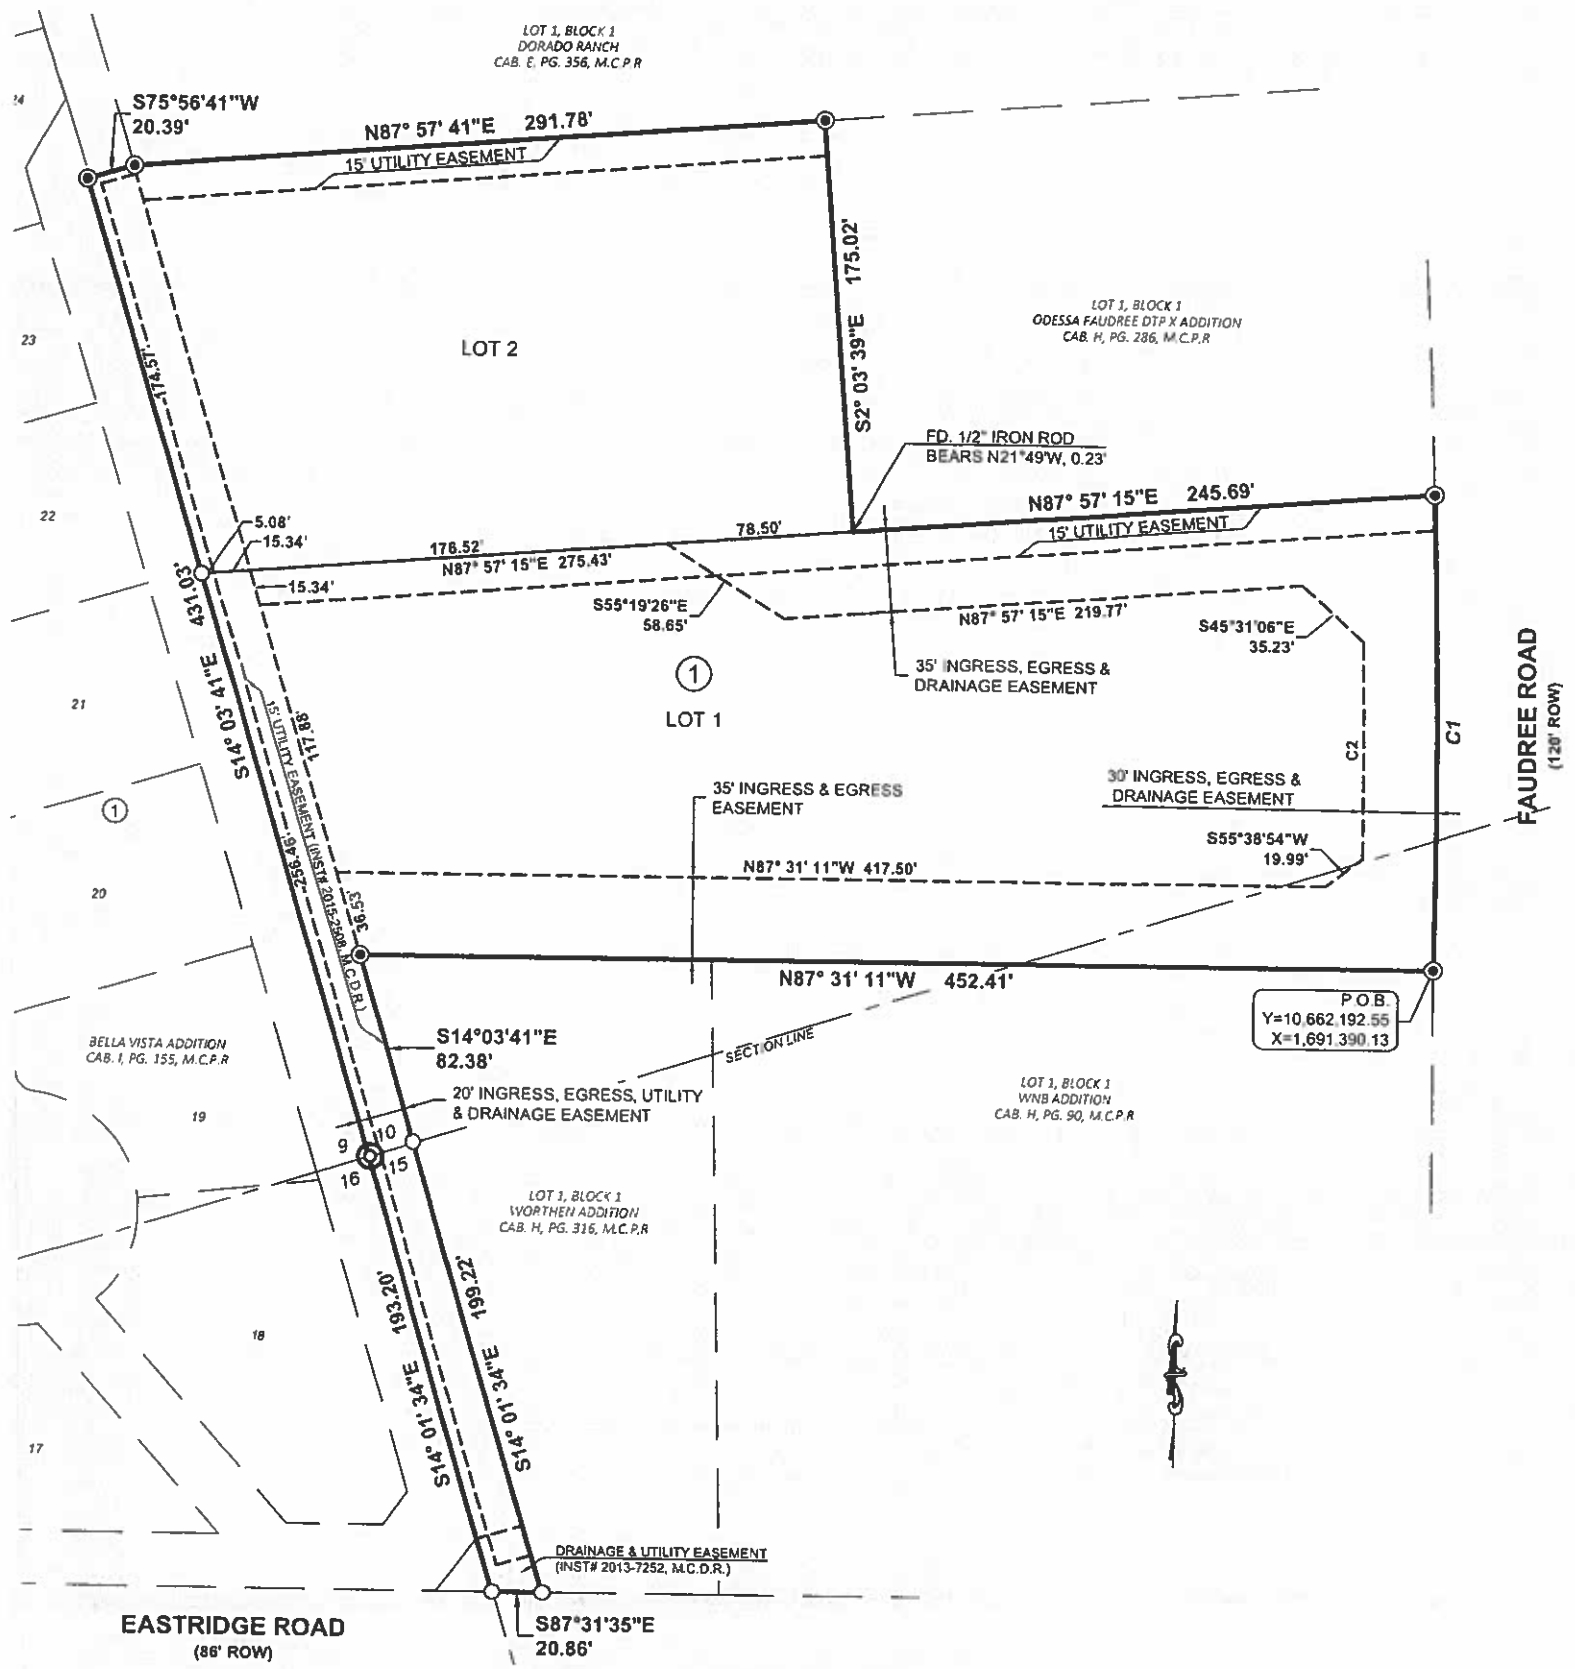 LOT 1, BLOCK 1
DORADO RANCH
CAB. E, PG. 356, M.C.P.R
24
S75°56'41"W
20.39'
N87° 57' 41"E 291.78'
15' UTILITY EASEMENT
S2° 03' 39"E 175.02'
LOT 1, BLOCK 1
ODESSA FAUDREE DTP X ADDITION
CAB. H, PG. 286, M.C.P.R
23
174.57'
LOT 2
FD. 1/2" IRON ROD
BEARS N21°49'W, 0.23'
N87° 57' 15"E 245.69'
15' UTILITY EASEMENT
22
5.08'
15.34'
176.52'
78.50'
N87° 57' 15"E 275.43'
15.34'
S55°19'26"E
58.65'
N87° 57' 15"E 219.77'
S45°31'06"E
35.23'
S14° 03' 41"E 431.03'
15' UTILITY EASEMENT (INST# 2015-2508, M.C.D.R.)
117.88'
1
LOT 1
35' INGRESS, EGRESS &
DRAINAGE EASEMENT
C2
C1
FAUDREE ROAD
(120' ROW)
21
35' INGRESS & EGRESS
EASEMENT
30' INGRESS, EGRESS &
DRAINAGE EASEMENT
1
256.46'
S55°38'54"W
19.99'
N87° 31' 11"W 417.50'
20
36.53'
N87° 31' 11"W 452.41'
P.O.B.
Y=10,662,192.55
X=1,691,390.13
BELLA VISTA ADDITION
CAB. I, PG. 155, M.C.P.R
S14°03'41"E
82.38'
SECTION LINE
20' INGRESS, EGRESS, UTILITY
& DRAINAGE EASEMENT
LOT 1, BLOCK 1
WNB ADDITION
CAB. H, PG. 90, M.C.P.R
19
9
10
16
15
LOT 1, BLOCK 1
WORTHEN ADDITION
CAB. H, PG. 316, M.C.P.R
S14° 01' 34"E 193.20'
S14° 01' 34"E 199.22'
18
17
DRAINAGE & UTILITY EASEMENT
(INST# 2013-7252, M.C.D.R.)
EASTRIDGE ROAD
(86' ROW)
S87°31'35"E
20.86'